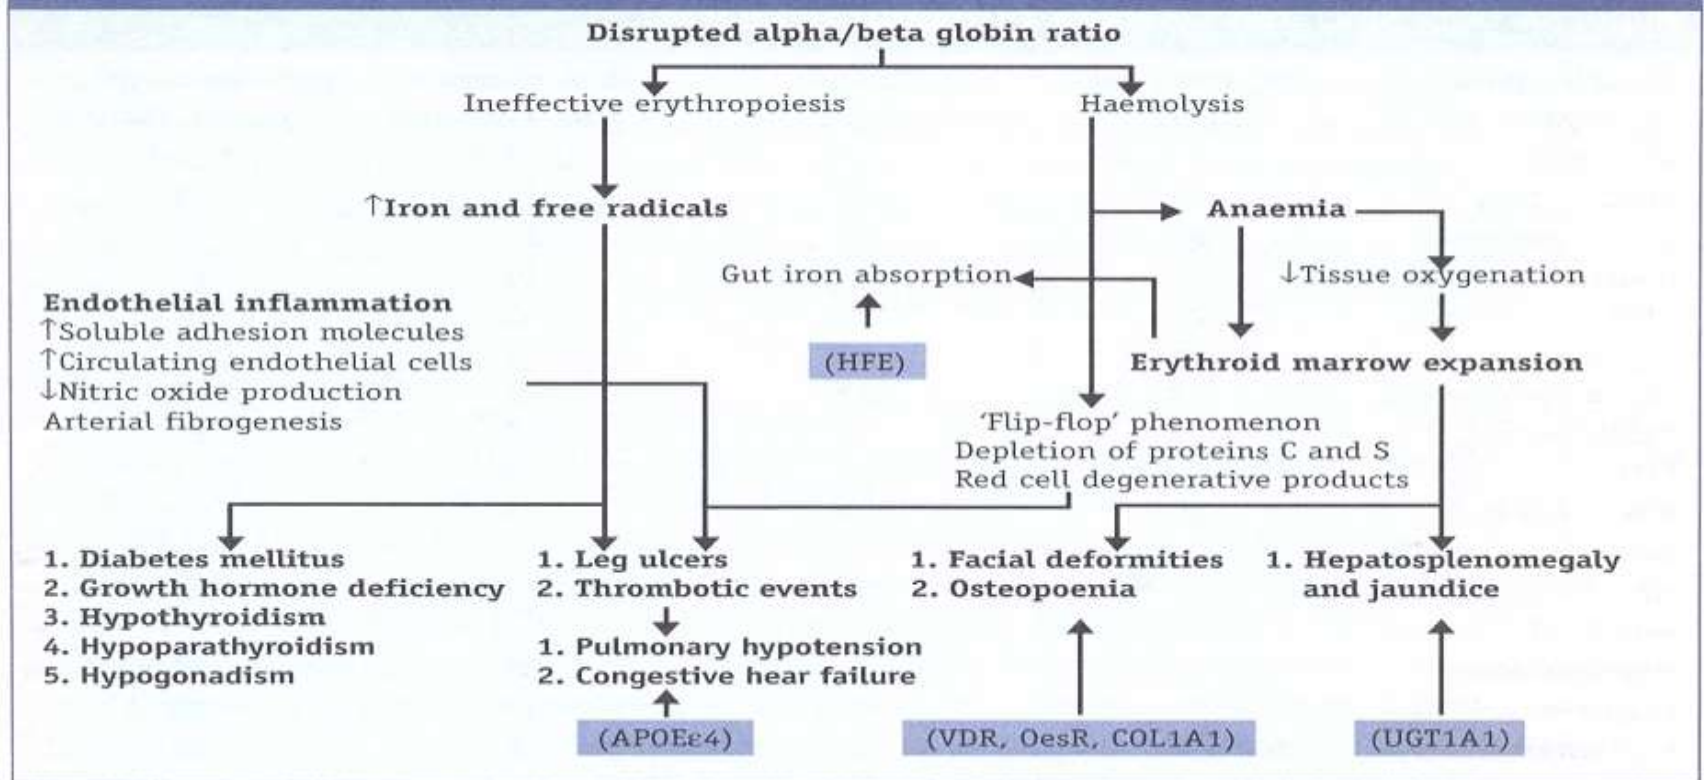 Disrupted alpha/beta globin ratio
Ineffective erythropoiesis
Haemolysis
↑Iron and free radicals
Anaemia
Gut iron absorption
↓Tissue oxygenation
Endothelial inflammation
↑Soluble adhesion molecules
↑Circulating endothelial cells
↓Nitric oxide production
Arterial fibrogenesis
(HFE)
Erythroid marrow expansion
'Flip-flop' phenomenon
Depletion of proteins C and S
Red cell degenerative products
1. Diabetes mellitus
2. Growth hormone deficiency
3. Hypothyroidism
4. Hypoparathyroidism
5. Hypogonadism
1. Leg ulcers
2. Thrombotic events
1. Pulmonary hypotension
2. Congestive hear failure
(APOEε4)
1. Facial deformities
2. Osteopoenia
(VDR, OesR, COL1A1)
1. Hepatosplenomegaly
and jaundice
(UGT1A1)